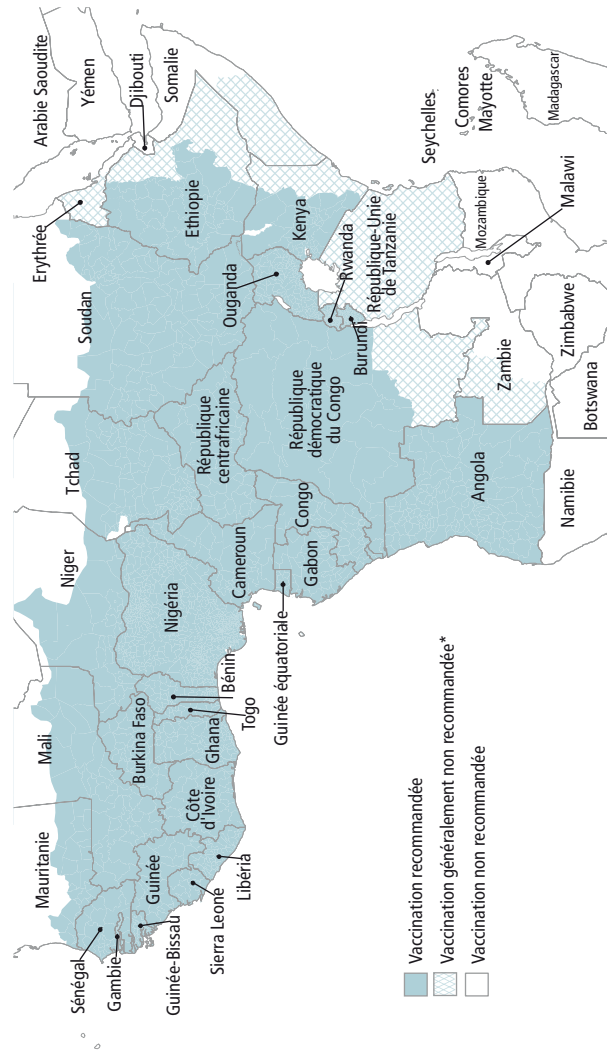 Arabie Saoudite
Yémen
Djibouti
Somalie
Erythrée
Ethiopie
Soudan
Tchad
Niger
Mali
Mauritanie
Sénégal
Gambie
Guinée-Bissau
Guinée
Sierra Leone
Libéria
Côte
d'Ivoire
Burkina Faso
Ghana
Togo
Bénin
Nigéria
Cameroun
Guinée équatoriale
Gabon
Congo
République
centrafricaine
République
démocratique
du Congo
Ouganda
Kenya
Rwanda
Burundi
République-Unie
de Tanzanie
Seychelles
Comores
Mayotte
Madagascar
Mozambique
Malawi
Zambie
Zimbabwe
Botswana
Namibie
Angola
Vaccination recommandée
Vaccination généralement non recommandée*
Vaccination non recommandée